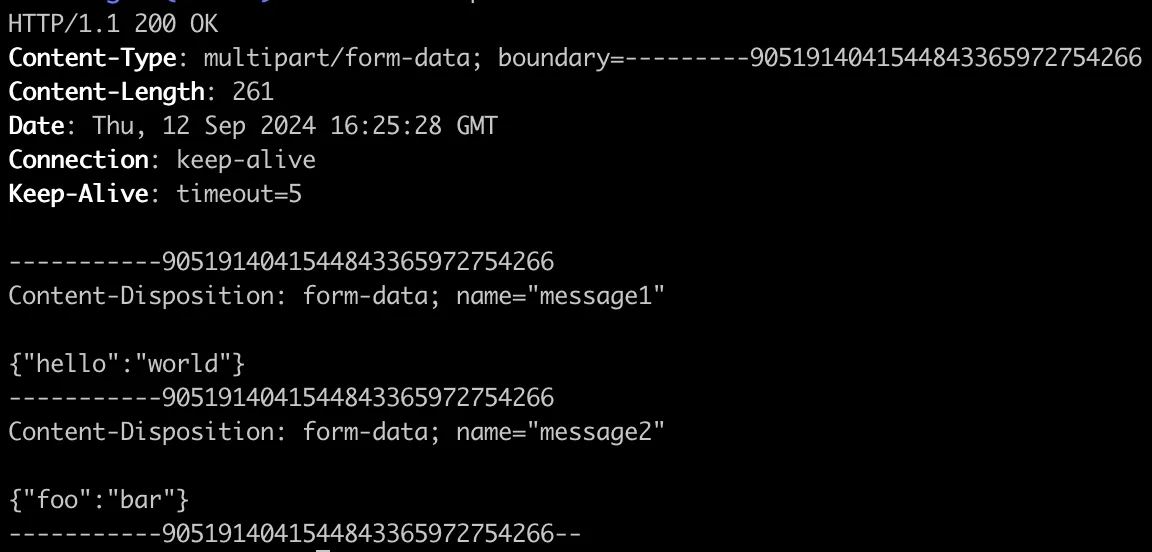 HTTP/1.1 200 OK
Content-Type: multipart/form-data; boundary=---------9051914041544843365972754266
Content-Length: 261
Date: Thu, 12 Sep 2024 16:25:28 GMT
Connection: keep-alive
Keep-Alive: timeout=5

-----------9051914041544843365972754266
Content-Disposition: form-data; name="message1"

{"hello":"world"}
-----------9051914041544843365972754266
Content-Disposition: form-data; name="message2"

{"foo":"bar"}
-----------9051914041544843365972754266--